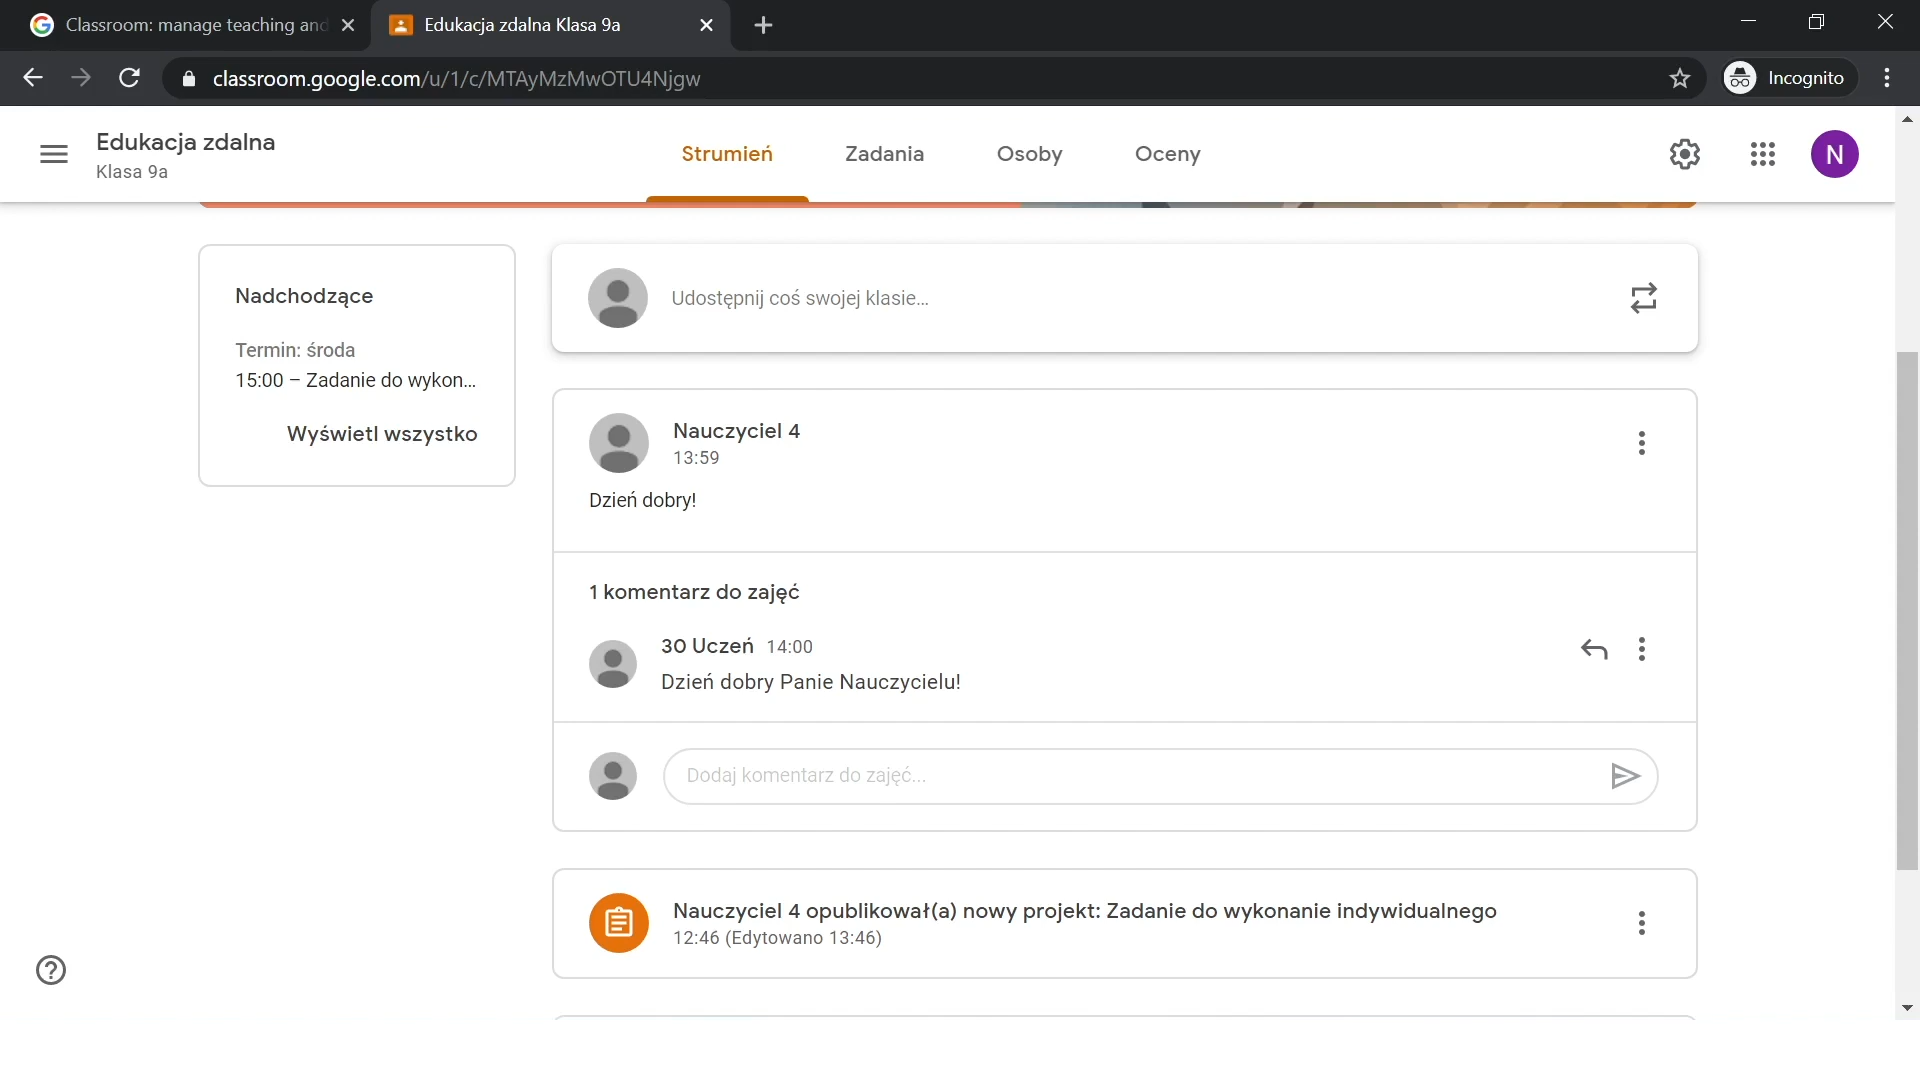 Classroom: manage teaching and
Edukacja zdalna Klasa 9a
classroom.google.com/u/1/c/MTAyMzMwOTU4Njgw
Incognito
Edukacja zdalna
Klasa 9a
Strumień
Zadania
Osoby
Oceny
N
Nadchodzące
Termin: środa
15:00 – Zadanie do wykon...
Wyświetl wszystko
Udostępnij coś swojej klasie...
Nauczyciel 4
13:59
Dzień dobry!
1 komentarz do zajęć
30 Uczeń 14:00
Dzień dobry Panie Nauczycielu!
Dodaj komentarz do zajęć...
Nauczyciel 4 opublikował(a) nowy projekt: Zadanie do wykonanie indywidualnego
12:46 (Edytowano 13:46)